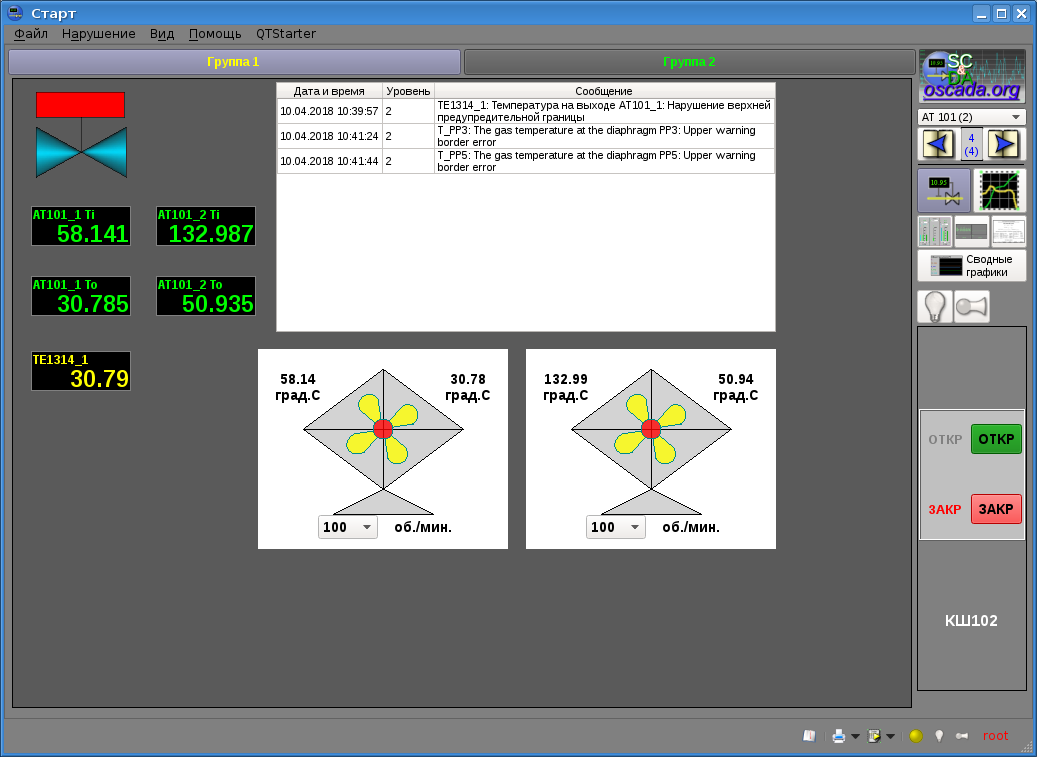 Старт
Файл Нарушение Вид Помощь QTStarter
Группа 1 Группа 2
SC
&
DA
oscada.org
AT 101 (2)
4
(4)
10.95
Сводные
графики
Дата и время Уровень Сообщение
10.04.2018 10:39:57 2 TE1314_1: Температура на выходе AT101_1: Нарушение верхней
предупредительной границы
10.04.2018 10:41:24 2 T_PP3: The gas temperature at the diaphragm PP3: Upper warning
border error
10.04.2018 10:41:44 2 T_PP5: The gas temperature at the diaphragm PP5: Upper warning
border error
AT101_1 Ti
58.141
AT101_2 Ti
132.987
AT101_1 To
30.785
AT101_2 To
50.935
TE1314_1
30.79
58.14
град.С
30.78
град.С
100 об./мин.
132.99
град.С
50.94
град.С
100 об./мин.
ОТКР ОТКР
ЗАКР ЗАКР
КШ102
root